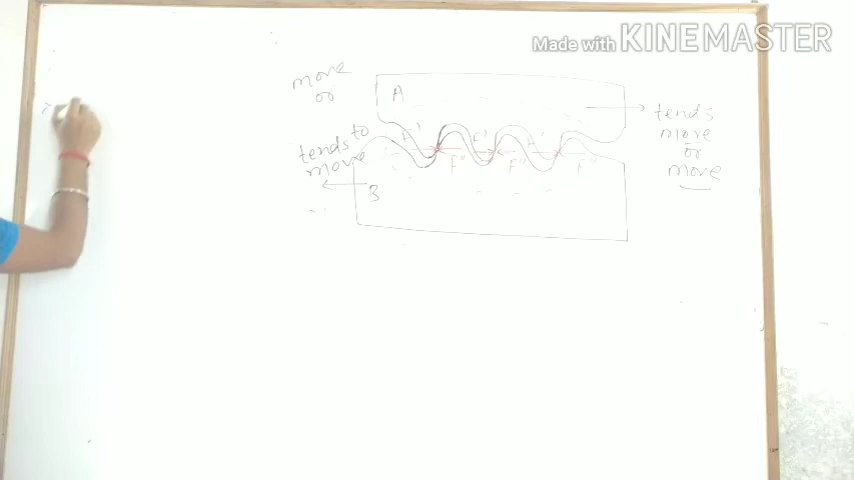 Made with KINEMASTER
move
or
A
tends to
move
tends
move
or
move
F' F'
F" F" F"
B